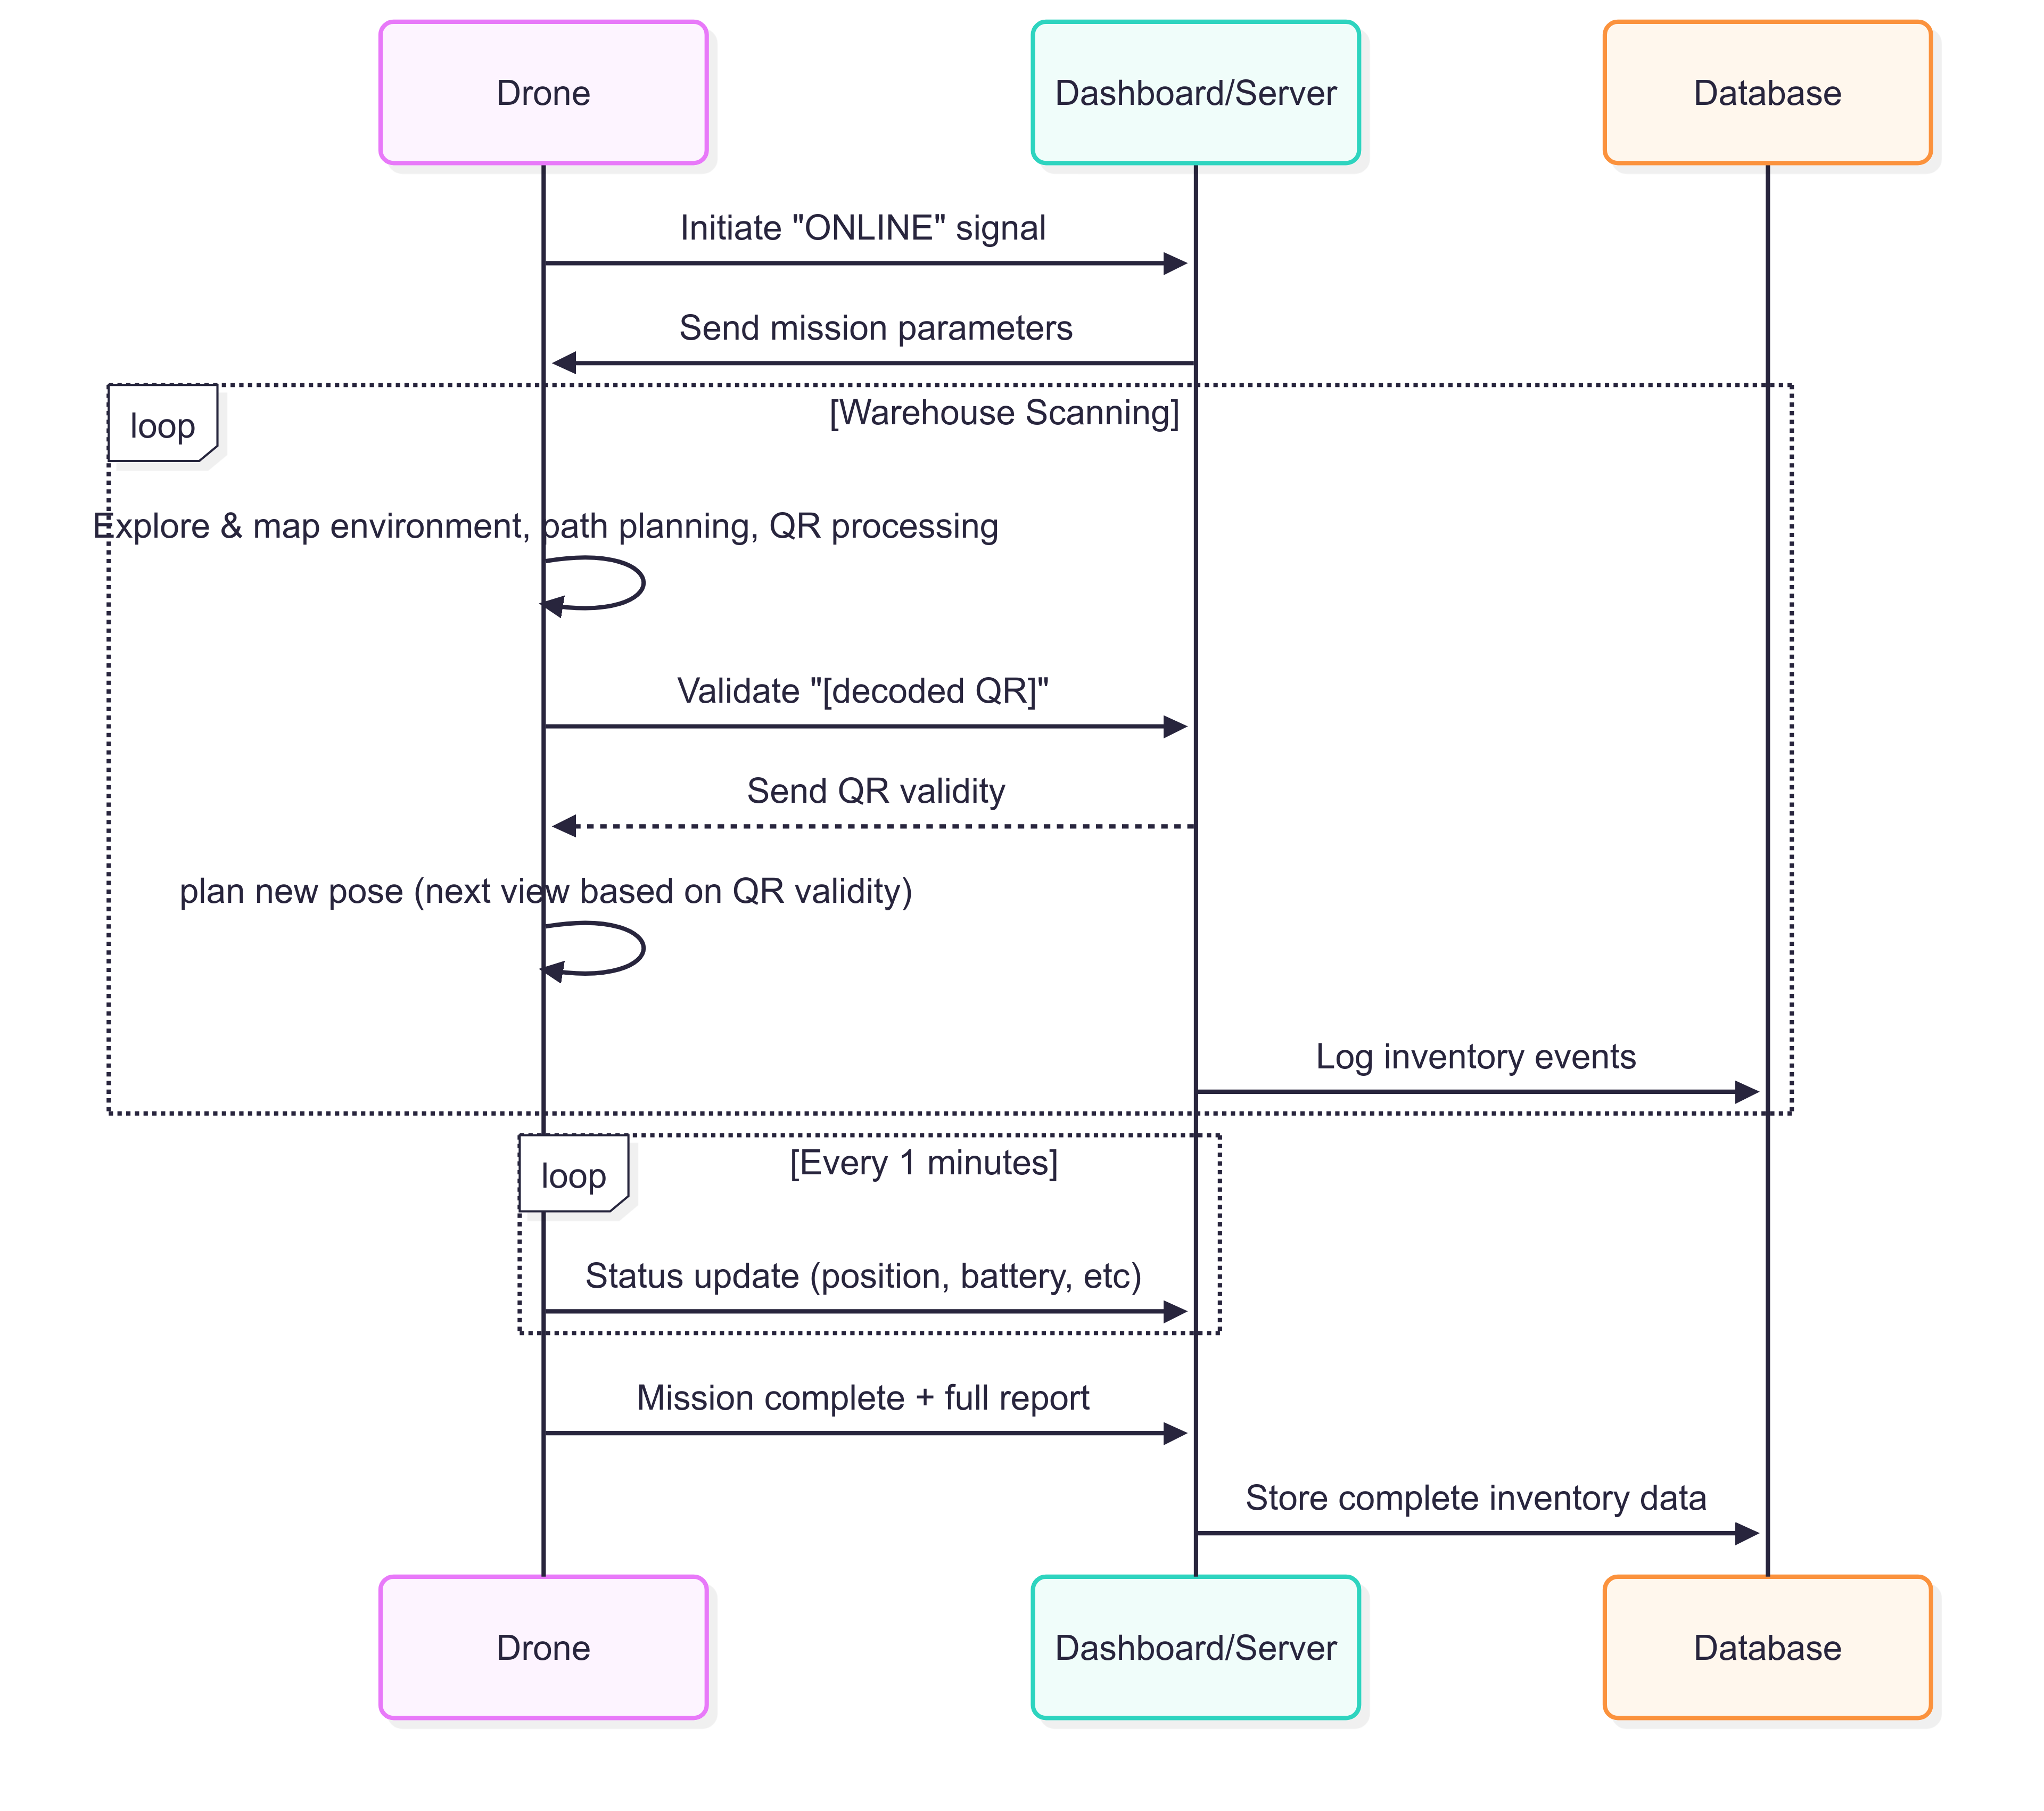 Drone
Dashboard/Server
Database
Initiate "ONLINE" signal
Send mission parameters
loop
[Warehouse Scanning]
Explore & map environment, path planning, QR processing
Validate "[decoded QR]"
Send QR validity
plan new pose (next view based on QR validity)
Log inventory events
loop
[Every 1 minutes]
Status update (position, battery, etc)
Mission complete + full report
Store complete inventory data
Drone
Dashboard/Server
Database